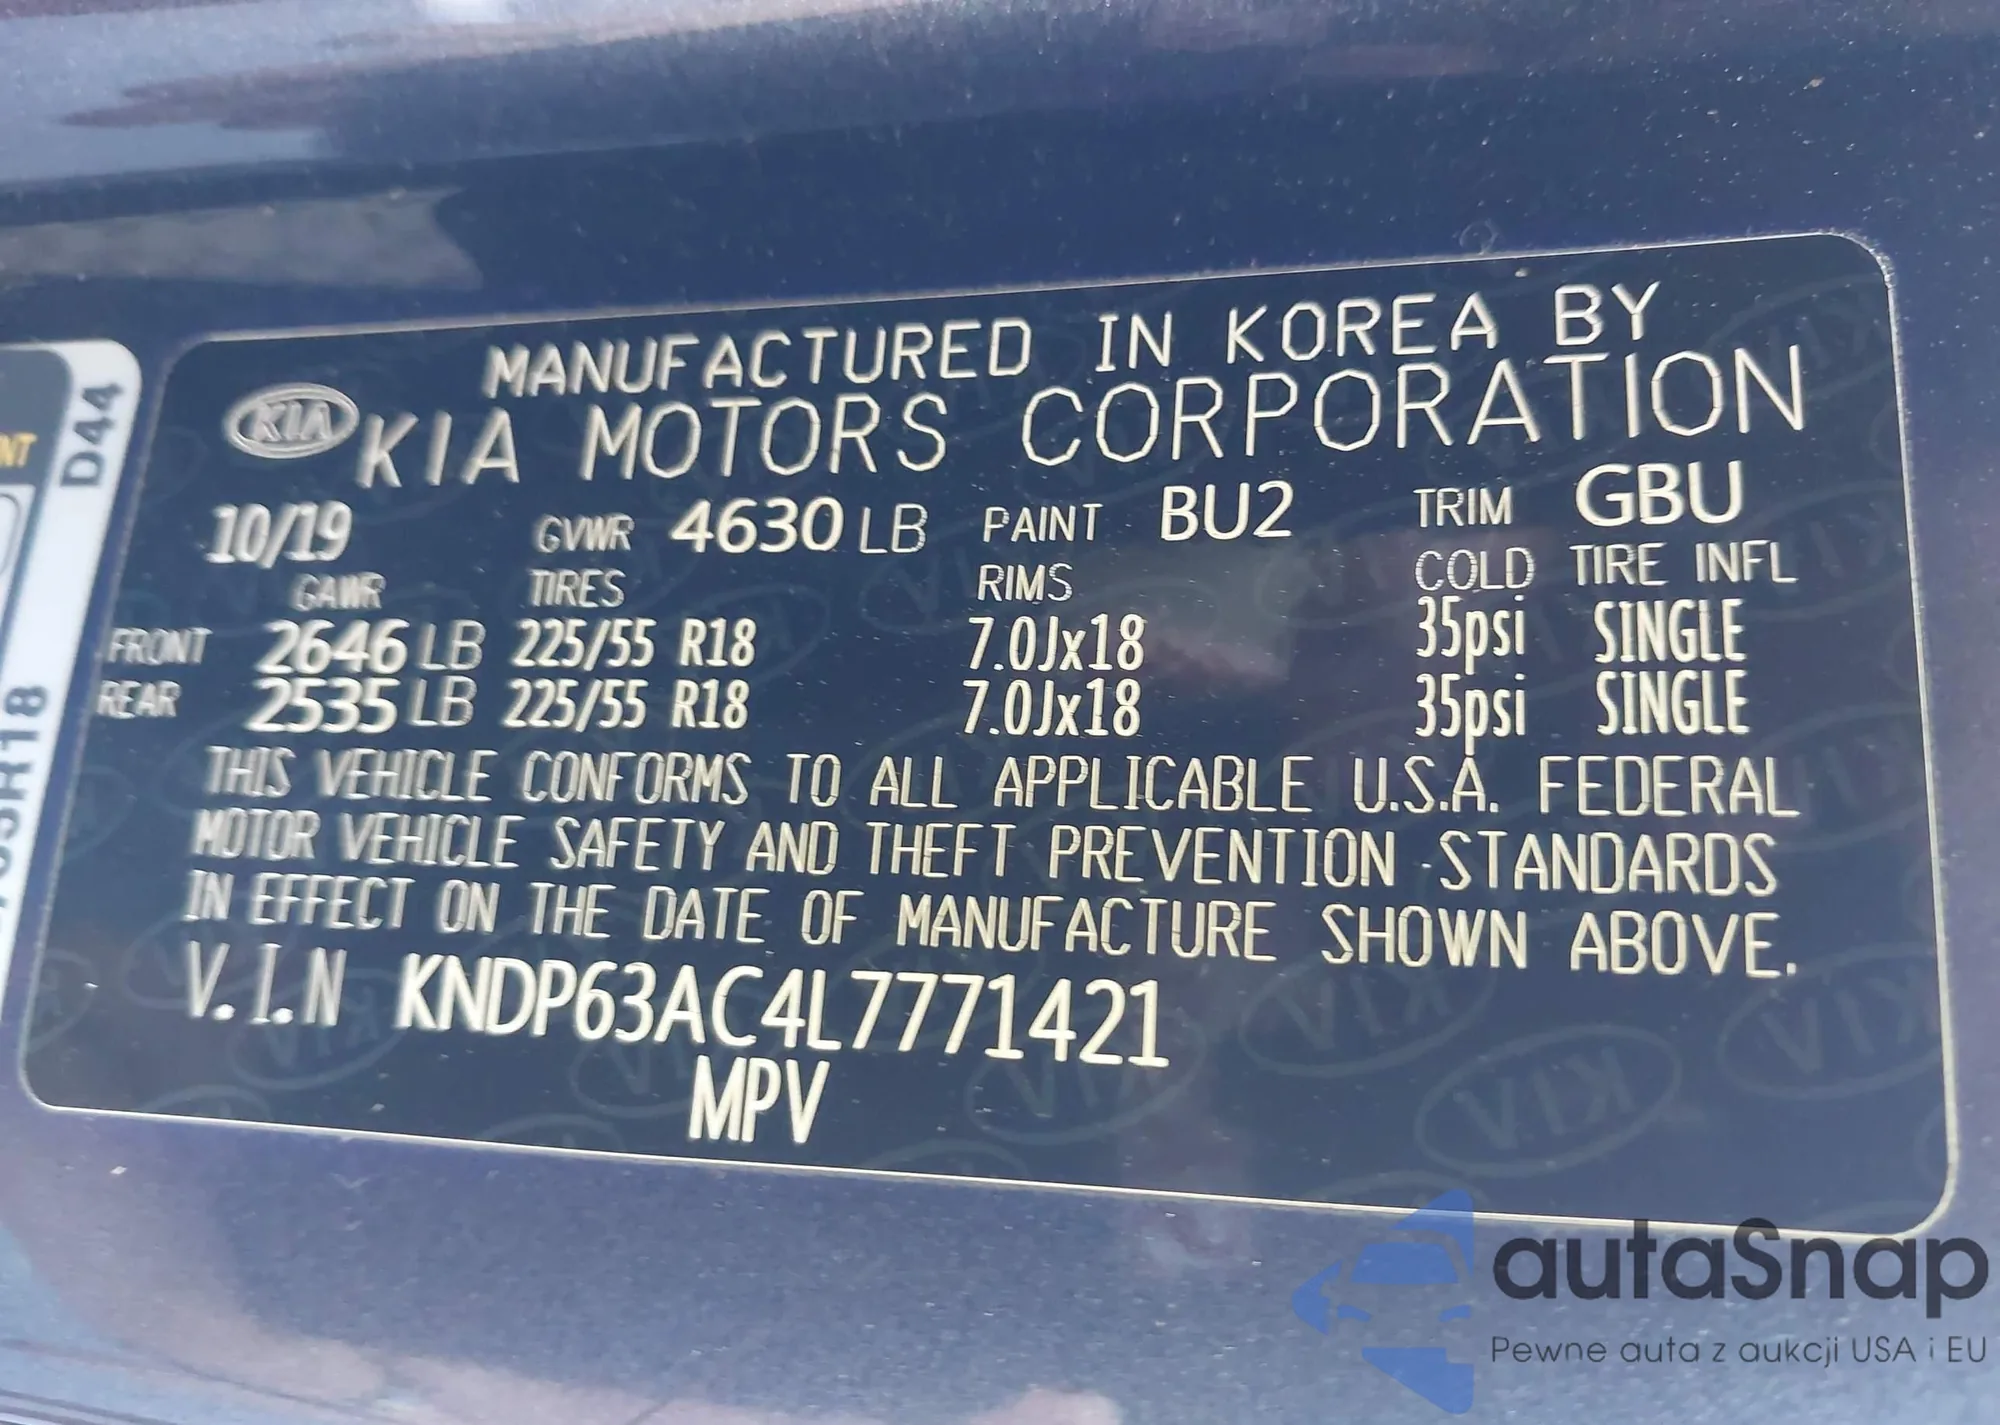 MANUFACTURED IN KOREA BY
KIA KIA MOTORS CORPORATION
10/19 GVWR 4630 LB PAINT BU2 TRIM GBU
GAWR TIRES RIMS COLD TIRE INFL
FRONT 2646 LB 225/55 R18 7.0Jx18 35psi SINGLE
REAR 2535 LB 225/55 R18 7.0Jx18 35psi SINGLE
THIS VEHICLE CONFORMS TO ALL APPLICABLE U.S.A. FEDERAL
MOTOR VEHICLE SAFETY AND THEFT PREVENTION STANDARDS
IN EFFECT ON THE DATE OF MANUFACTURE SHOWN ABOVE.
V.I.N KNDP63AC4L7771421
MPV
D44
autaSnap
Pewne auta z aukcji USA i EU